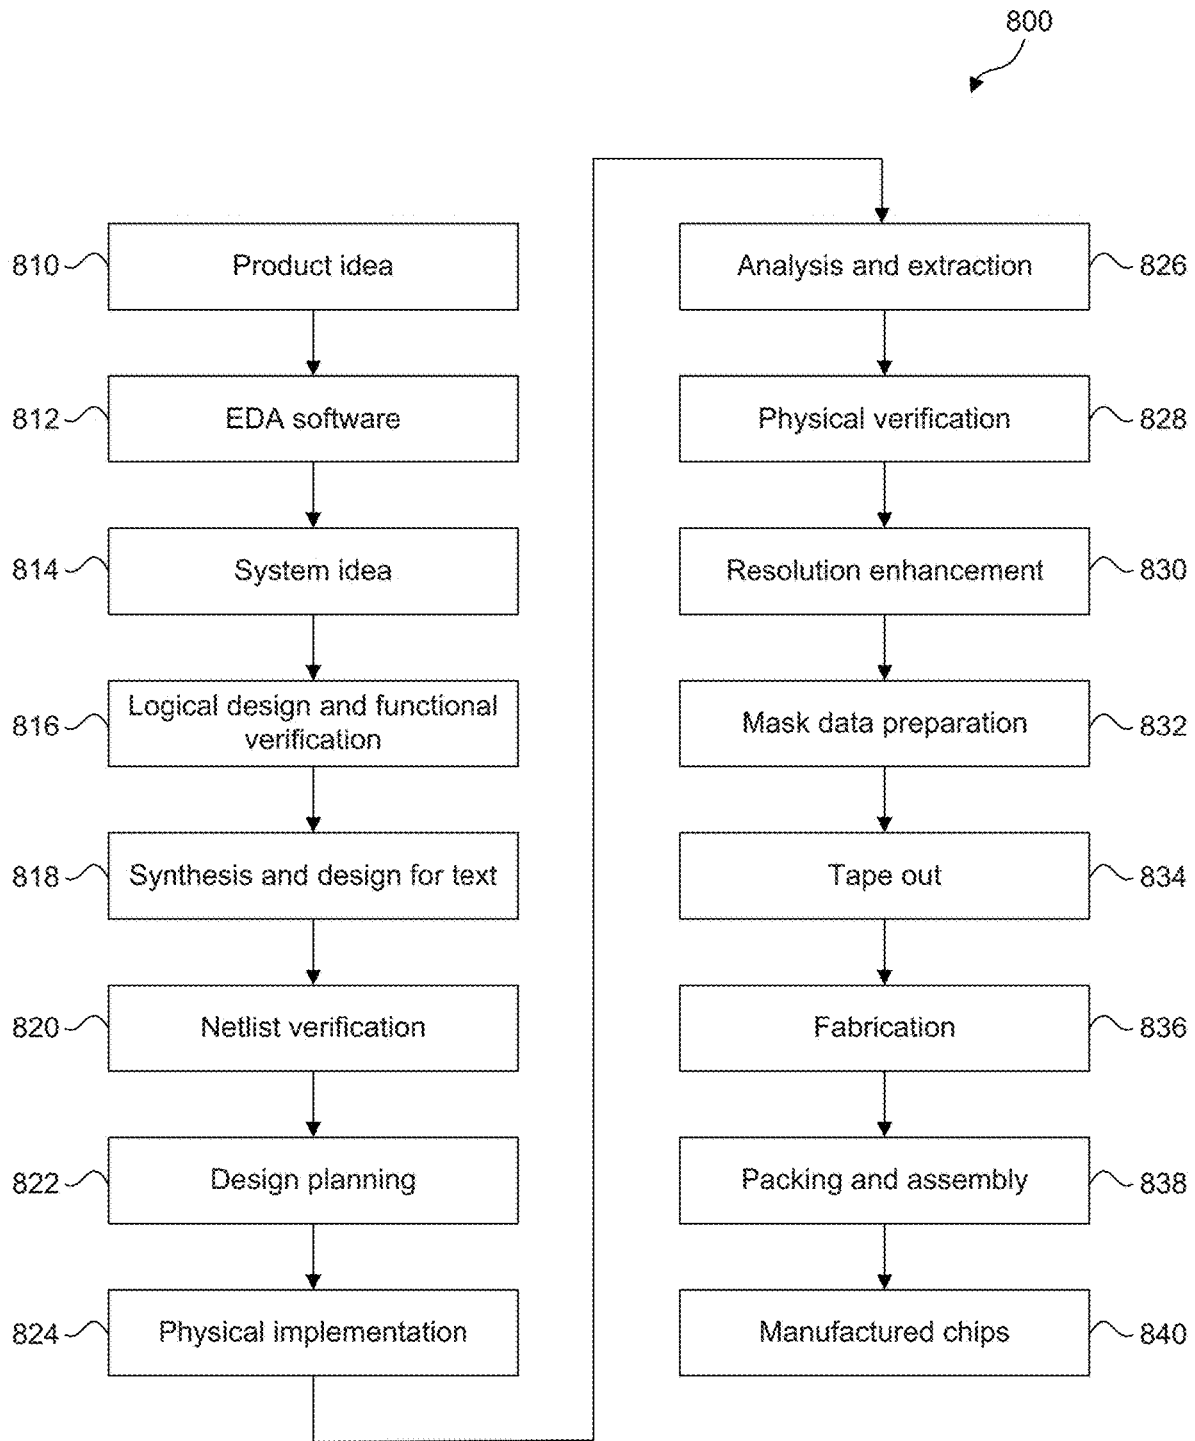 800
810
Product idea
812
EDA software
814
System idea
816
Logical design and functional
verification
818
Synthesis and design for text
820
Netlist verification
822
Design planning
824
Physical implementation
Analysis and extraction
826
Physical verification
828
Resolution enhancement
830
Mask data preparation
832
Tape out
834
Fabrication
836
Packing and assembly
838
Manufactured chips
840